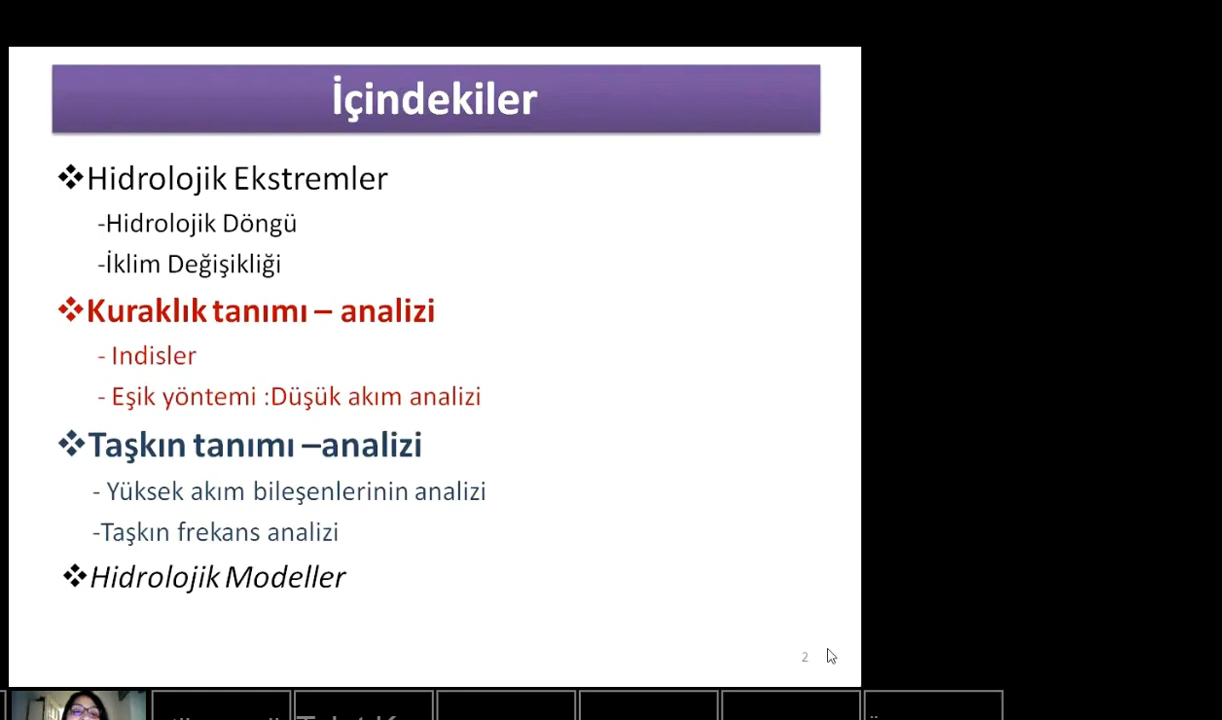 İçindekiler
❖Hidrolojik Ekstremler
-Hidrolojik Döngü
-İklim Değişikliği
❖Kuraklık tanımı – analizi
- Indisler
- Eşik yöntemi :Düşük akım analizi
❖Taşkın tanımı –analizi
- Yüksek akım bileşenlerinin analizi
-Taşkın frekans analizi
❖Hidrolojik Modeller
2